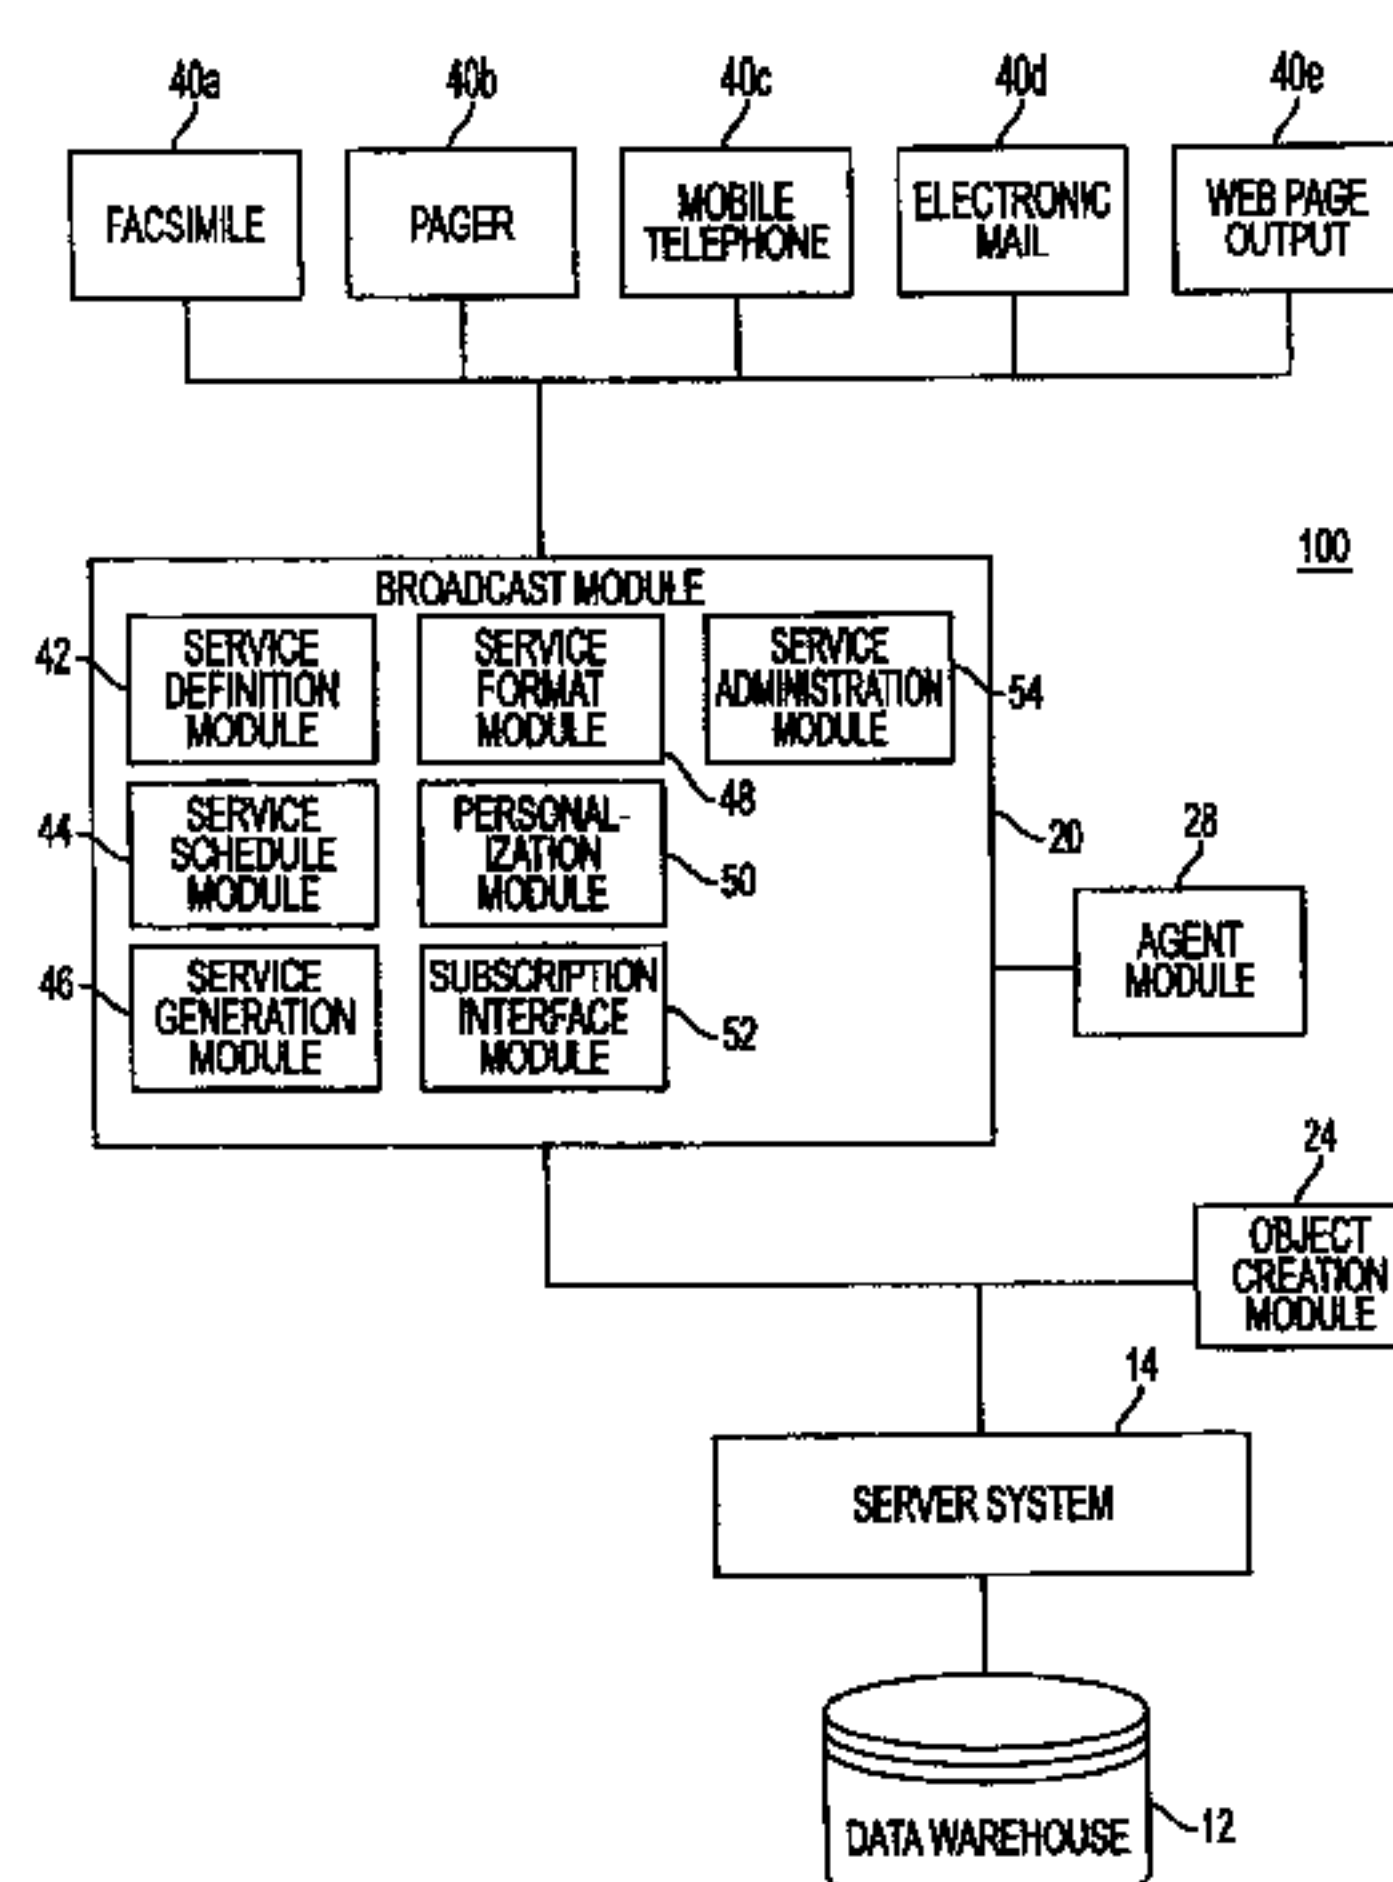 40a 40b 40c 40d 40e
FACSIMILE
PAGER
MOBILE
TELEPHONE
ELECTRONIC
MAIL
WEB PAGE
OUTPUT
100
BROADCAST MODULE
42
SERVICE
DEFINITION
MODULE
SERVICE
FORMAT
MODULE
48
SERVICE
ADMINISTRATION
MODULE
54
44
SERVICE
SCHEDULE
MODULE
PERSONAL-
IZATION
MODULE
50
20
28
AGENT
MODULE
46
SERVICE
GENERATION
MODULE
SUBSCRIPTION
INTERFACE
MODULE
52
24
OBJECT
CREATION
MODULE
14
SERVER SYSTEM
DATA WAREHOUSE
12